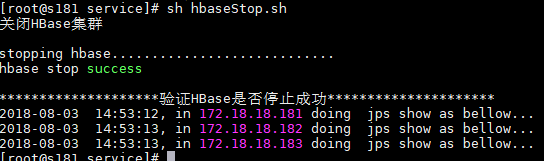 [root@s181 service]# sh hbaseStop.sh
关闭HBase集群
stopping hbase............................
hbase stop success
********************验证HBase是否停止成功*********************
2018-08-03  14:53:12, in 172.18.18.181 doing  jps show as bellow...
2018-08-03  14:53:13, in 172.18.18.182 doing  jps show as bellow...
2018-08-03  14:53:13, in 172.18.18.183 doing  jps show as bellow...
[root@s181 service]#